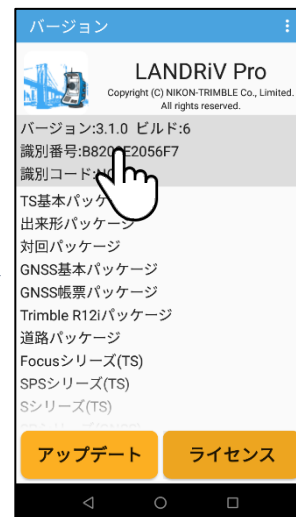 バージョン
LANDRiV Pro
Copyright (C) NIKON-TRIMBLE Co., Limited.
All rights reserved.
バージョン:3.1.0 ビルド:6
識別番号:B820 E2056F7
識別コード:
TS基本パッケ
出来形パッケージ
対回パッケージ
GNSS基本パッケージ
GNSS帳票パッケージ
Trimble R12iパッケージ
道路パッケージ
Focusシリーズ(TS)
SPSシリーズ(TS)
Sシリーズ(TS)
アップデート
ライセンス